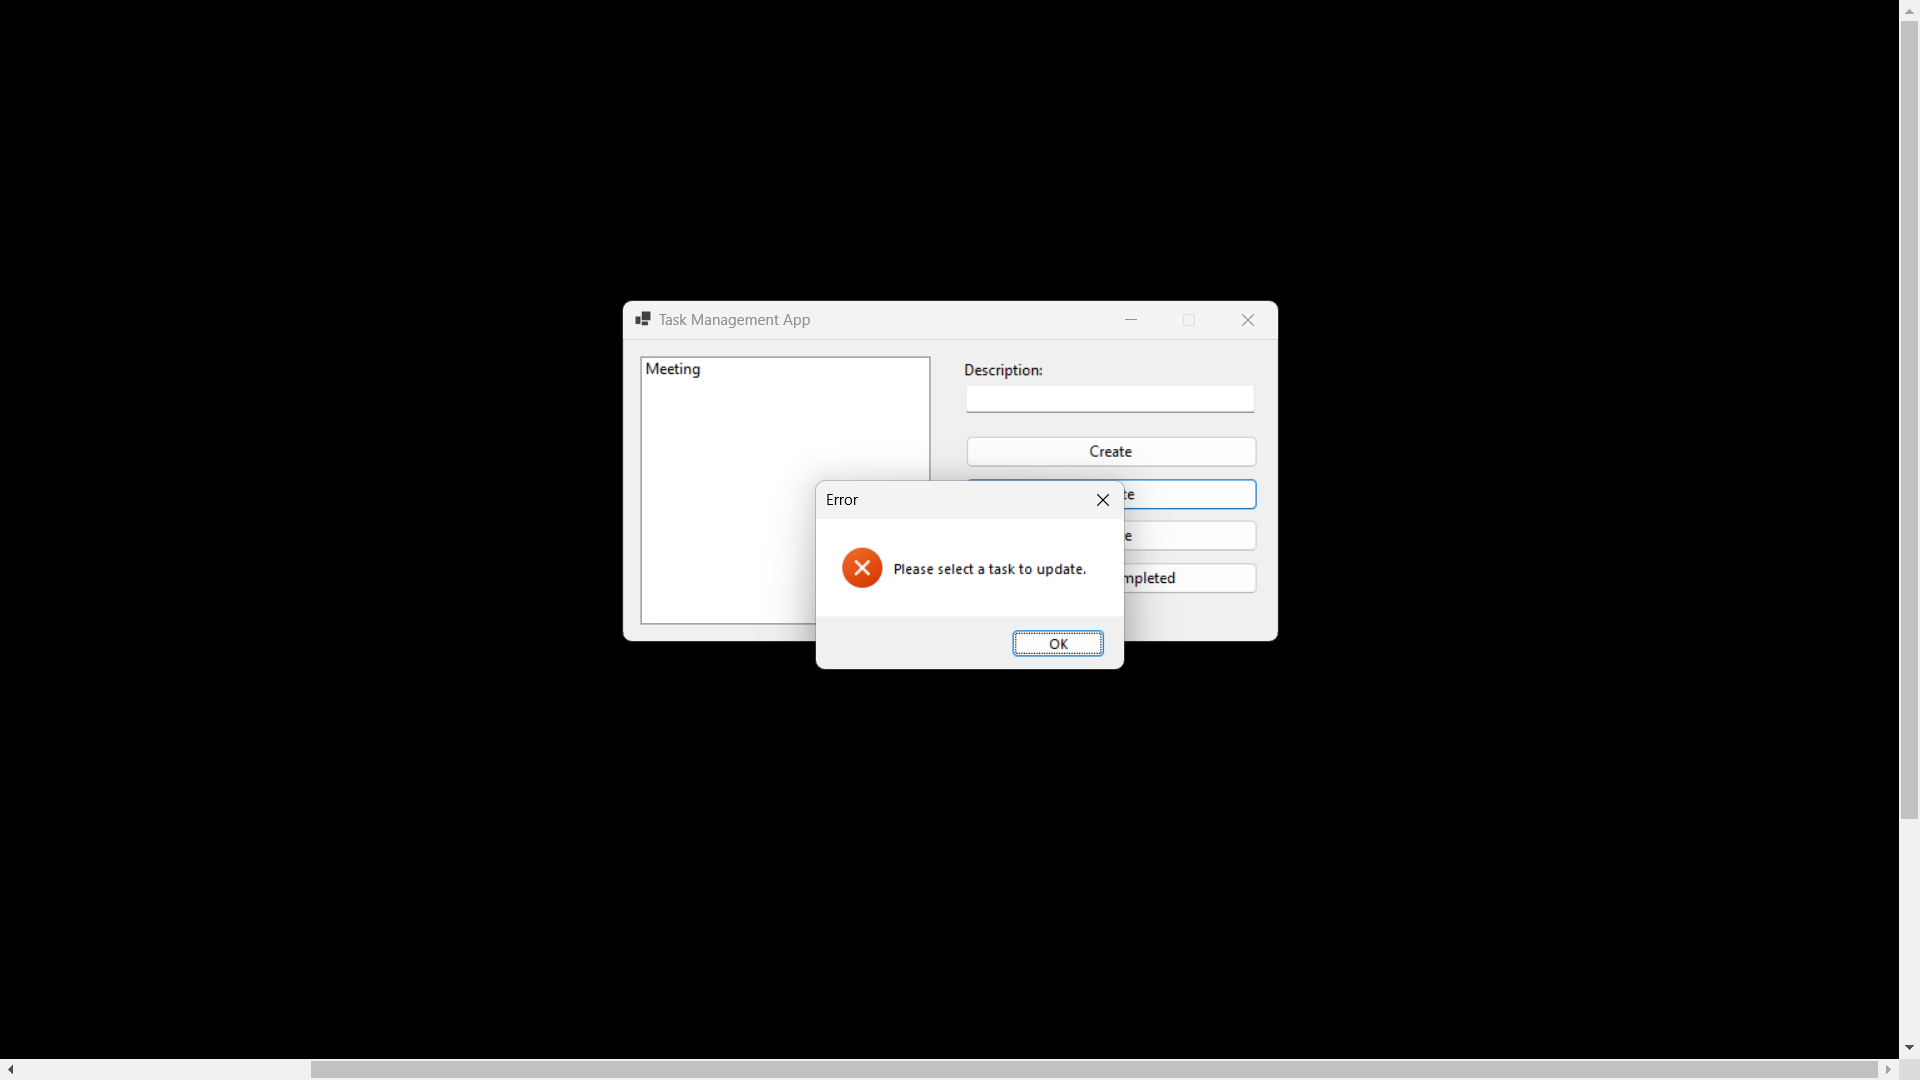 Task Management App
Meeting
Description:
Create
te
e
mpleted
Error
Please select a task to update.
OK